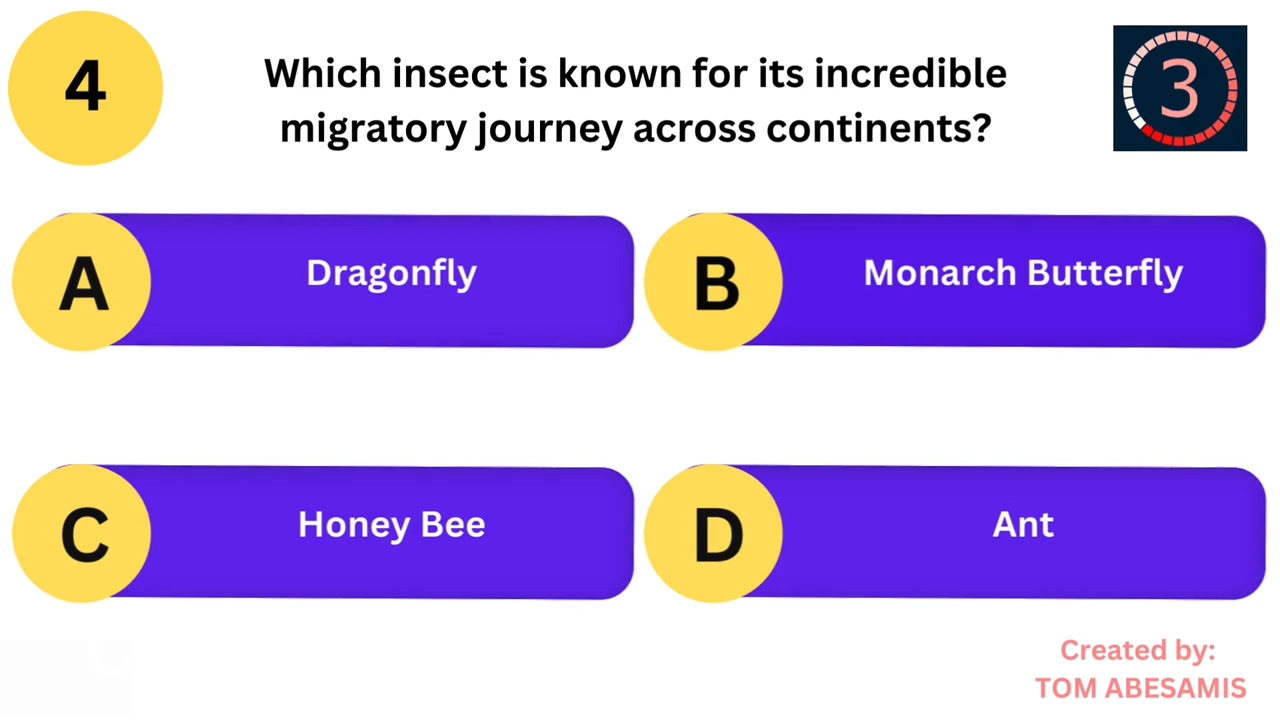 4
Which insect is known for its incredible
migratory journey across continents?
3
A
Dragonfly
B
Monarch Butterfly
C
Honey Bee
D
Ant
Created by:
TOM ABESAMIS